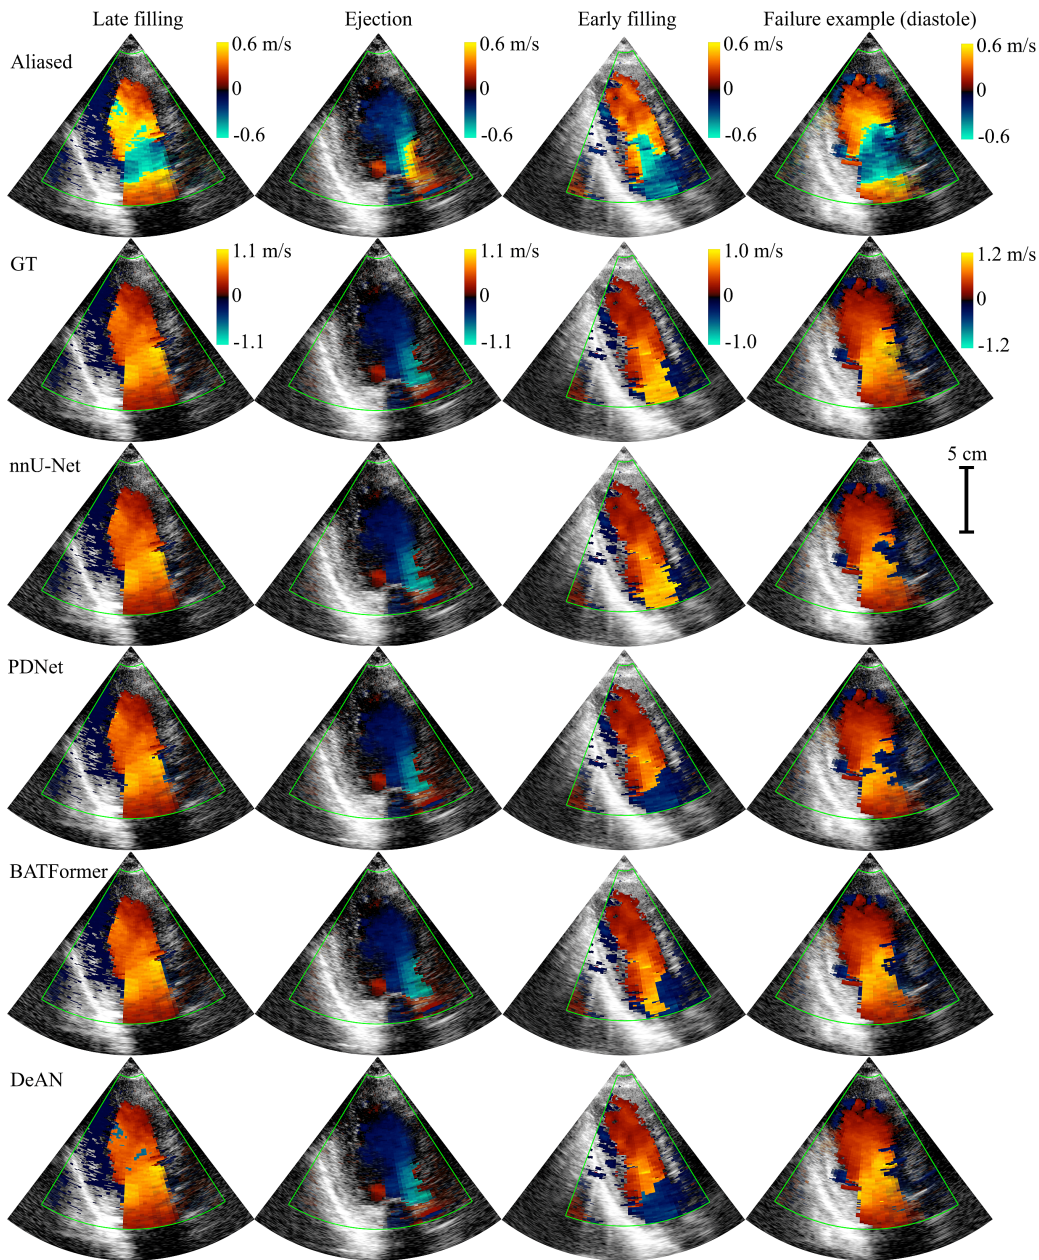 Late filling
Ejection
Early filling
Failure example (diastole)
Aliased
0.6 m/s
0
-0.6
0.6 m/s
0
-0.6
0.6 m/s
0
-0.6
0.6 m/s
0
-0.6
GT
1.1 m/s
0
-1.1
1.1 m/s
0
-1.1
1.0 m/s
0
-1.0
1.2 m/s
0
-1.2
nnU-Net
5 cm
PDNet
BATFormer
DeAN